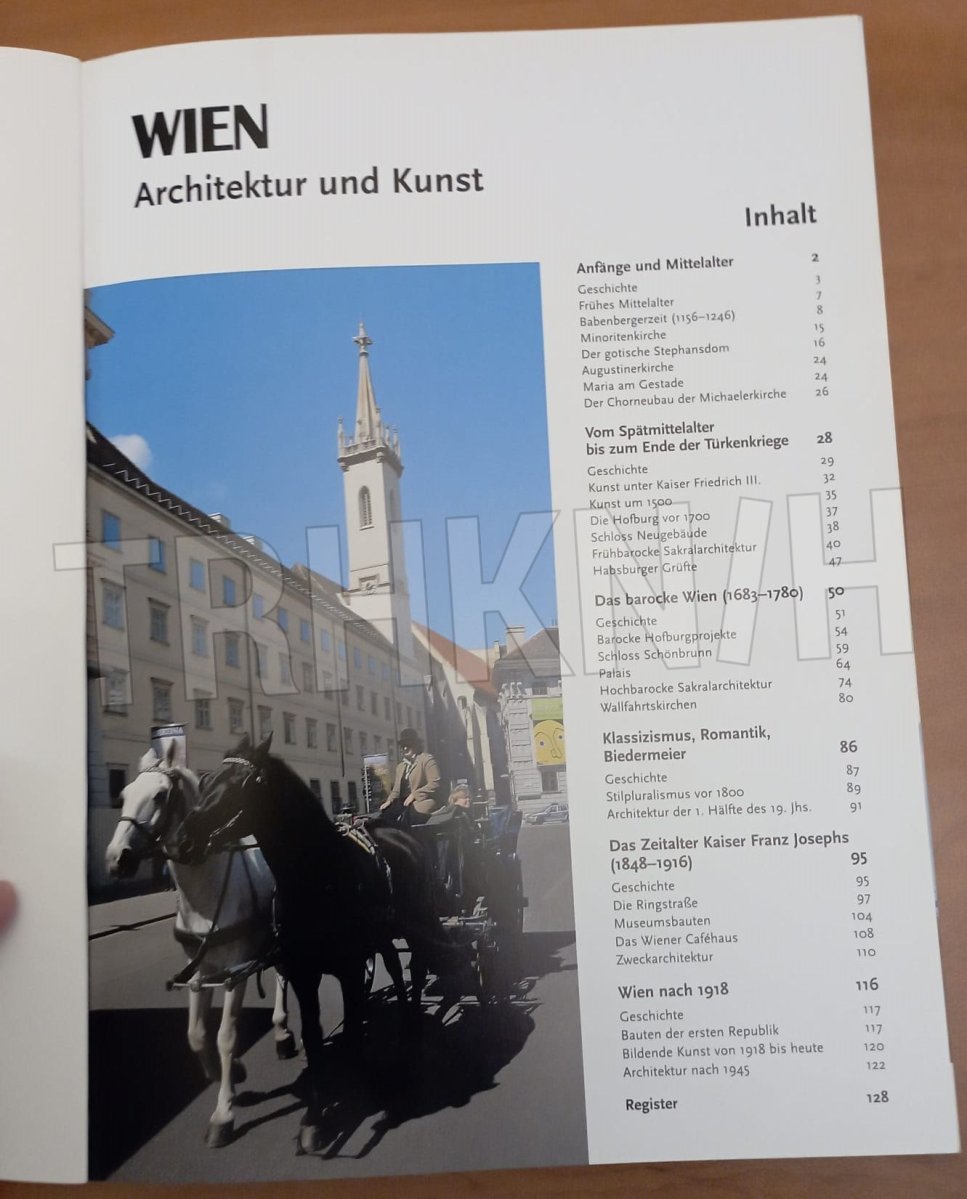 WIEN
Architektur und Kunst
Inhalt
Anfänge und Mittelalter 2
Geschichte 3
Frühes Mittelalter 7
Babenbergerzeit (1156–1246) 8
Minoritenkirche 15
Der gotische Stephansdom 16
Augustinerkirche 24
Maria am Gestade 24
Der Chorneubau der Michaelerkirche 26
Vom Spätmittelalter
bis zum Ende der Türkenkriege 28
Geschichte 29
Kunst unter Kaiser Friedrich III. 32
Kunst um 1500 35
Die Hofburg vor 1700 37
Schloss Neugebäude 38
Frühbarocke Sakralarchitektur 40
Habsburger Grüfte 47
Das barocke Wien (1683–1780) 50
Geschichte 51
Barocke Hofburgprojekte 54
Schloss Schönbrunn 59
Palais 64
Hochbarocke Sakralarchitektur 74
Wallfahrtskirchen 80
Klassizismus, Romantik,
Biedermeier 86
Geschichte 87
Stilpluralismus vor 1800 89
Architektur der 1. Hälfte des 19. Jhs. 91
Das Zeitalter Kaiser Franz Josephs
(1848–1916) 95
Geschichte 95
Die Ringstraße 97
Museumsbauten 104
Das Wiener Caféhaus 108
Zweckarchitektur 110
Wien nach 1918 116
Geschichte 117
Bauten der ersten Republik 117
Bildende Kunst von 1918 bis heute 120
Architektur nach 1945 122
Register 128
TRHKN/H